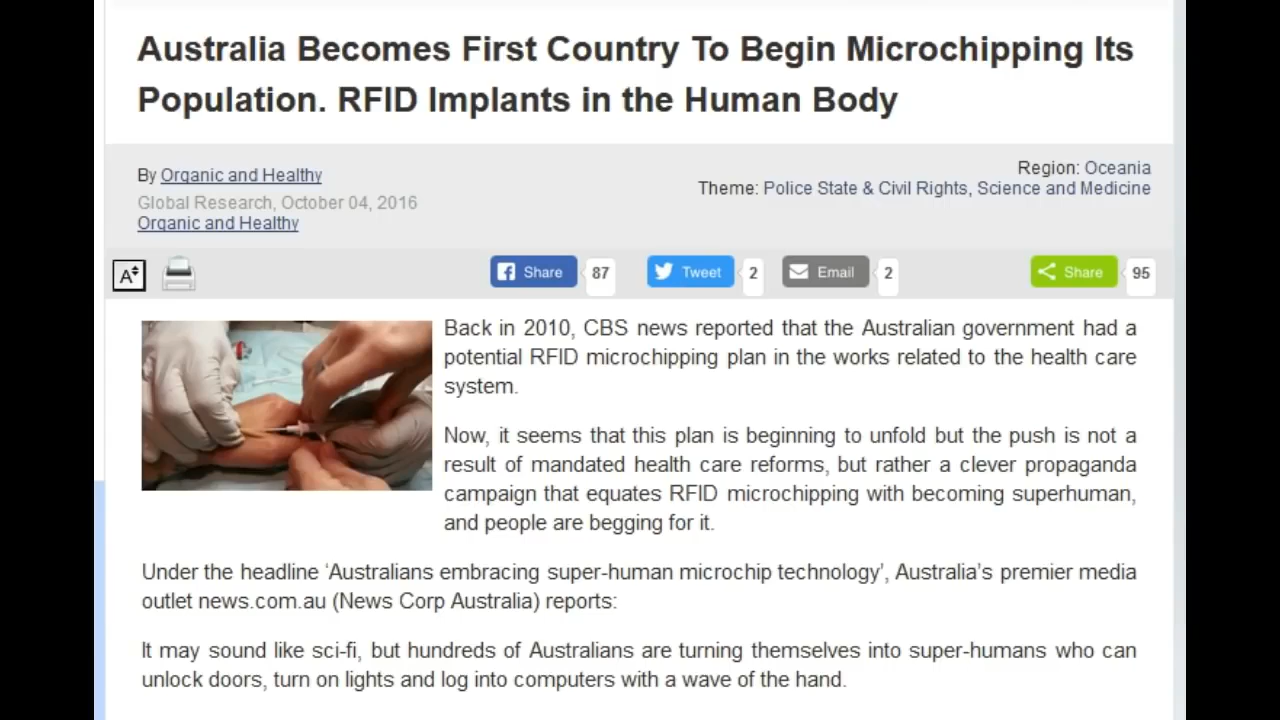 Australia Becomes First Country To Begin Microchipping Its
Population. RFID Implants in the Human Body
By Organic and Healthy
Global Research, October 04, 2016
Organic and Healthy
Region: Oceania
Theme: Police State & Civil Rights, Science and Medicine
A
Share 87
Tweet 2
Email 2
Share 95
Back in 2010, CBS news reported that the Australian government had a
potential RFID microchipping plan in the works related to the health care
system.
Now, it seems that this plan is beginning to unfold but the push is not a
result of mandated health care reforms, but rather a clever propaganda
campaign that equates RFID microchipping with becoming superhuman,
and people are begging for it.
Under the headline ‘Australians embracing super-human microchip technology’, Australia’s premier media
outlet news.com.au (News Corp Australia) reports:
It may sound like sci-fi, but hundreds of Australians are turning themselves into super-humans who can
unlock doors, turn on lights and log into computers with a wave of the hand.